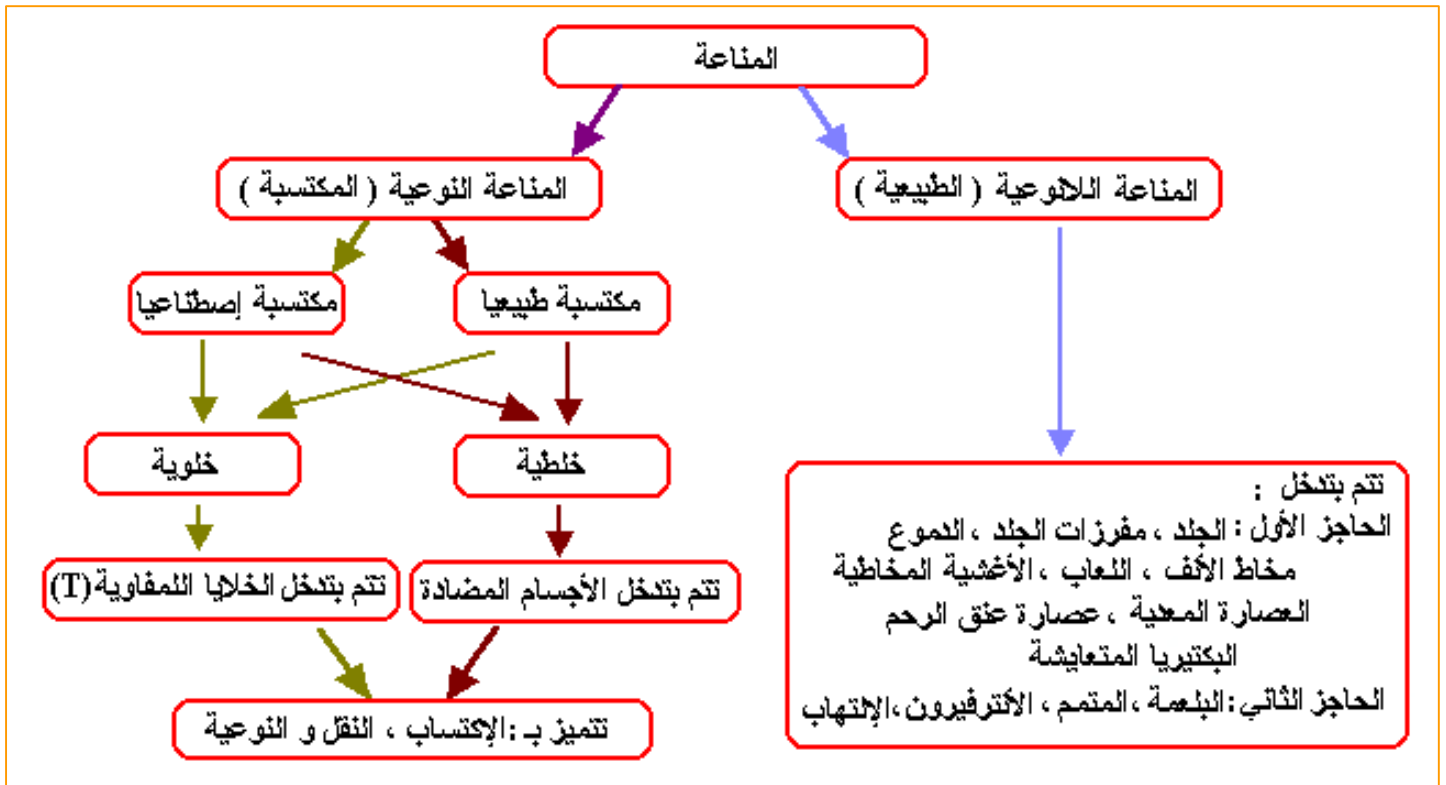 المناعة
المناعة اللانوعية ( الطبيعية )
المناعة النوعية ( المكتسبة )
مكتسبة طبيعيا
مكتسبة إصطناعيا
خلطية
خلوية
تتم بتدخل الأجسام المضادة
تتم بتدخل الخلايا اللمفاوية (T)
تتميز بـ : الإكتساب ، النقل و النوعية
تتم بتدخل :
الحاجز الأول : الجلد ، مفرزات الجلد ، الدموع
مخاط الأنف ، اللعاب ، الأغشية المخاطية
العصارة المعدية ، عصارة عنق الرحم
البكتيريا المتعايشة
الحاجز الثاني : البلعمة ، المتمم ، الأنترفيرون ، الإلتهاب